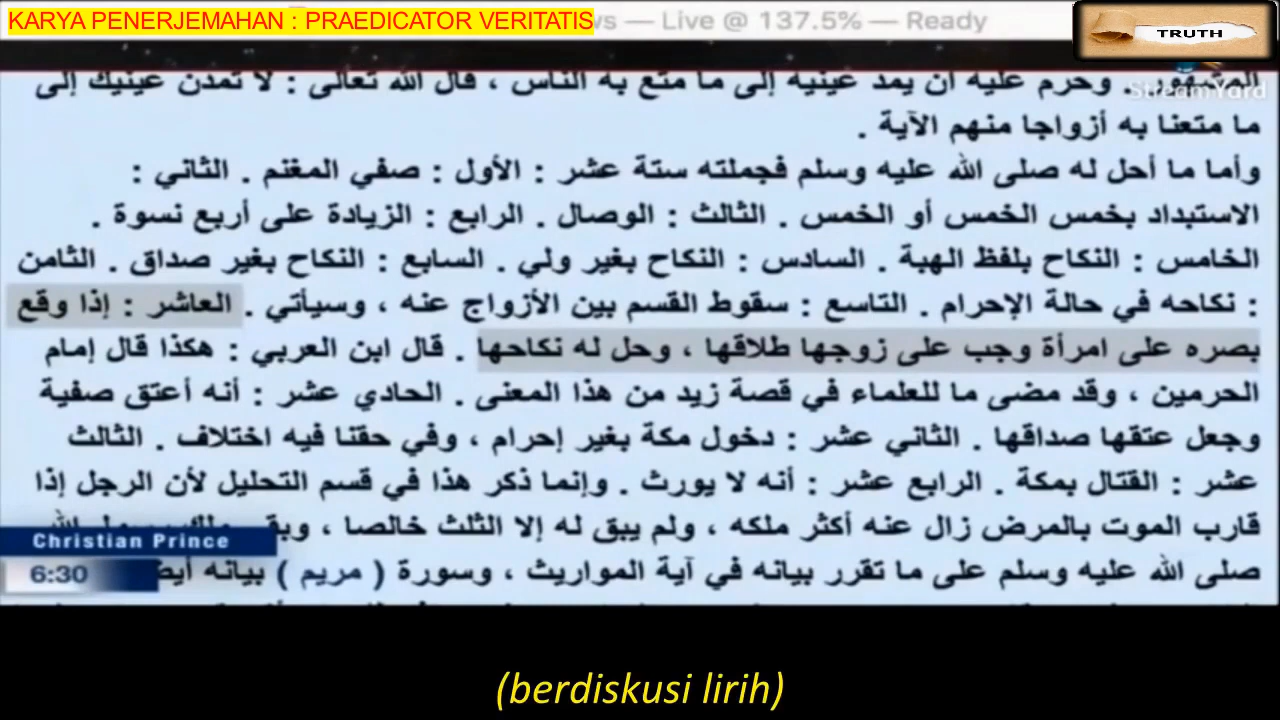 KARYA PENERJEMAHAN : PRAEDICATOR VERITATIS
— Live @ 137.5% — Ready
TRUTH
StreamYard
المشهور . وحرم عليه أن يمد عينيه إلى ما متع به الناس ، قال الله تعالى : لا تمدن عينيك إلى
ما متعنا به أزواجا منهم الآية .
وأما ما أحل له صلى الله عليه وسلم فجملته ستة عشر : الأول : صفي المغنم . الثاني :
الاستبداد بخمس الخمس أو الخمس . الثالث : الوصال . الرابع : الزيادة على أربع نسوة .
الخامس : النكاح بلفظ الهبة . السادس : النكاح بغير ولي . السابع : النكاح بغير صداق . الثامن
: نكاحه في حالة الإحرام . التاسع : سقوط القسم بين الأزواج عنه ، وسيأتي . العاشر : إذا وقع
بصره على امرأة وجب على زوجها طلاقها ، وحل له نكاحها . قال ابن العربي : هكذا قال إمام
الحرمين ، وقد مضى ما للعلماء في قصة زيد من هذا المعنى . الحادي عشر : أنه أعتق صفية
وجعل عتقها صداقها . الثاني عشر : دخول مكة بغير إحرام ، وفي حقنا فيه اختلاف . الثالث
عشر : القتال بمكة . الرابع عشر : أنه لا يورث . وإنما ذكر هذا في قسم التحليل لأن الرجل إذا
قارب الموت بالمرض زال عنه أكثر ملكه ، ولم يبق له إلا الثلث خالصا ،
صلى الله عليه وسلم على ما تقرر بيانه في آية المواريث ، وسورة ( مريم ) بيانه
Christian Prince
6:30
(berdiskusi lirih)